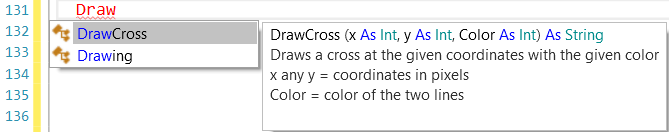 131 Draw
132 DrawCross
133 Drawing
134
135
136
DrawCross (x As Int, y As Int, Color As Int) As String
Draws a cross at the given coordinates with the given color
x any y = coordinates in pixels
Color = color of the two lines